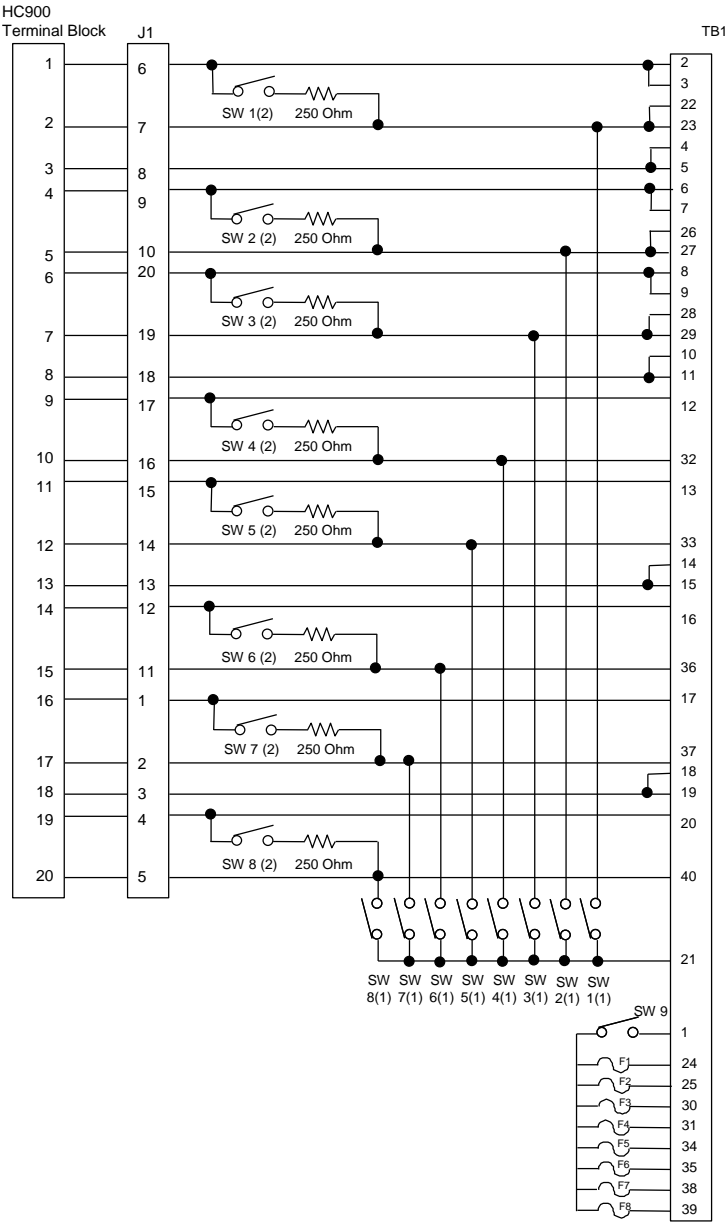 HC900
Terminal Block
J1
TB1
1 6 2
3
SW 1(2) 250 Ohm
22
2 7 23
4
3 8 5
4 9 6
7
SW 2 (2) 250 Ohm
26
5 10 27
6 20 8
9
SW 3 (2) 250 Ohm
28
7 19 29
10
8 18 11
9 17 12
SW 4 (2) 250 Ohm
10 16 32
11 15 13
SW 5 (2) 250 Ohm
12 14 33
14
13 13 15
14 12 16
SW 6 (2) 250 Ohm
15 11 36
16 1 17
SW 7 (2) 250 Ohm
37
17 2
18
18 3 19
19 4 20
SW 8 (2) 250 Ohm
20 5 40
21
SW SW SW SW SW SW SW SW
8(1) 7(1) 6(1) 5(1) 4(1) 3(1) 2(1) 1(1)
SW 9
1
F1 24
F2 25
F3 30
F4 31
F5 34
F6 35
F7 38
F8 39